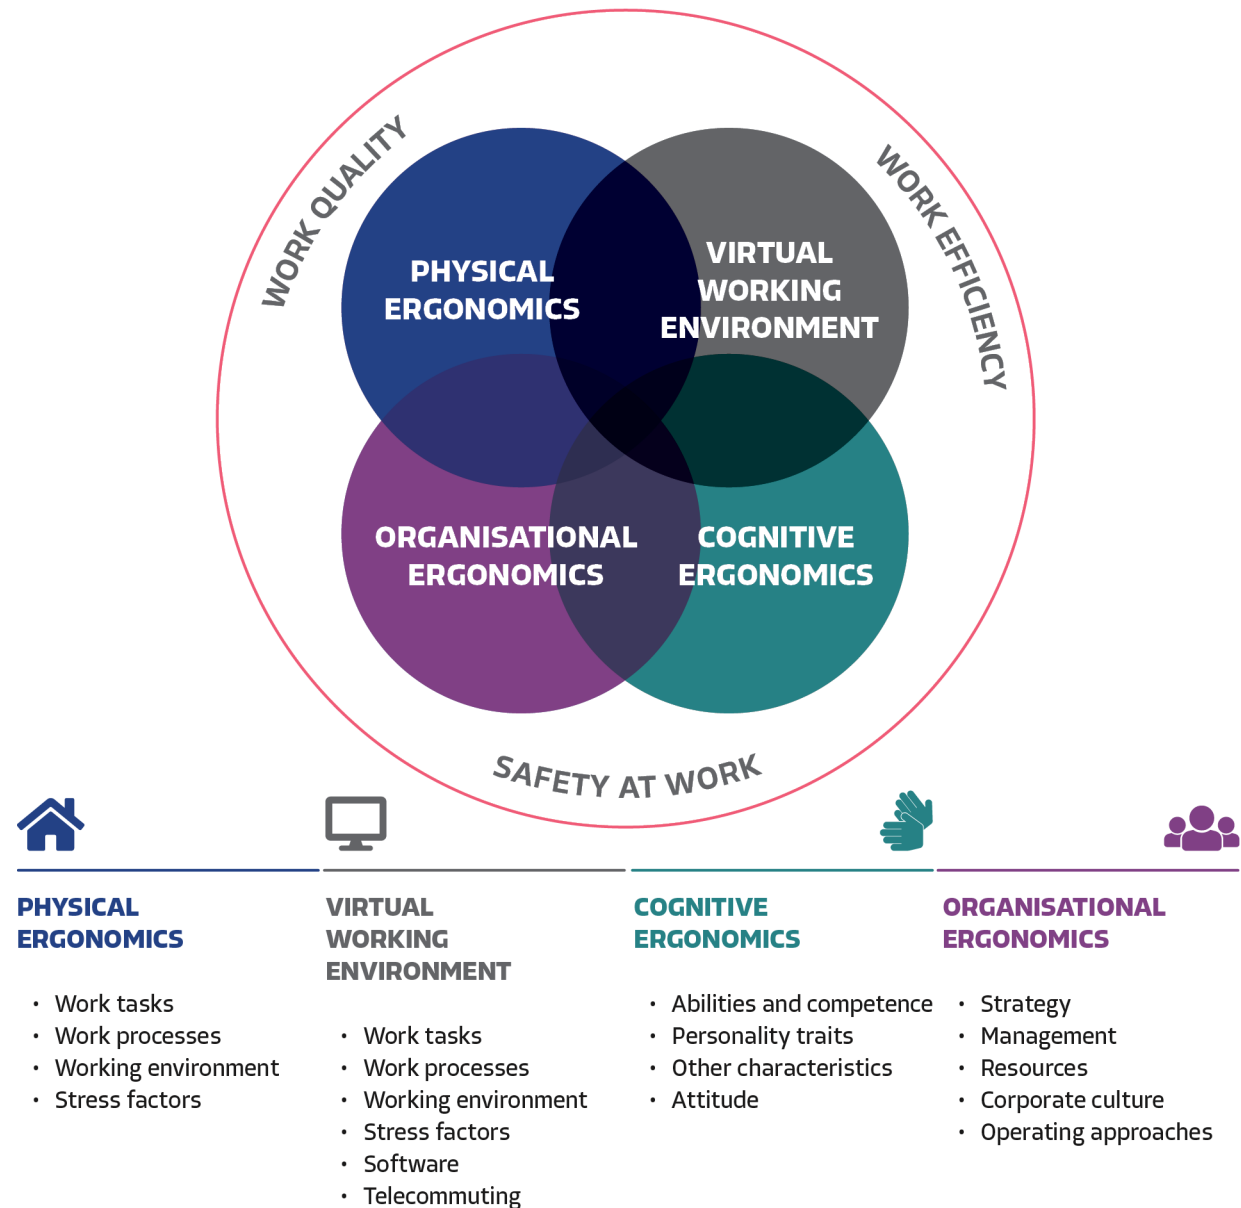 WORK QUALITY
WORK EFFICIENCY
PHYSICAL
ERGONOMICS
VIRTUAL
WORKING
ENVIRONMENT
ORGANISATIONAL
ERGONOMICS
COGNITIVE
ERGONOMICS
SAFETY AT WORK
PHYSICAL
ERGONOMICS
• Work tasks
• Work processes
• Working environment
• Stress factors
VIRTUAL
WORKING
ENVIRONMENT
• Work tasks
• Work processes
• Working environment
• Stress factors
• Software
• Telecommuting
COGNITIVE
ERGONOMICS
• Abilities and competence
• Personality traits
• Other characteristics
• Attitude
ORGANISATIONAL
ERGONOMICS
• Strategy
• Management
• Resources
• Corporate culture
• Operating approaches